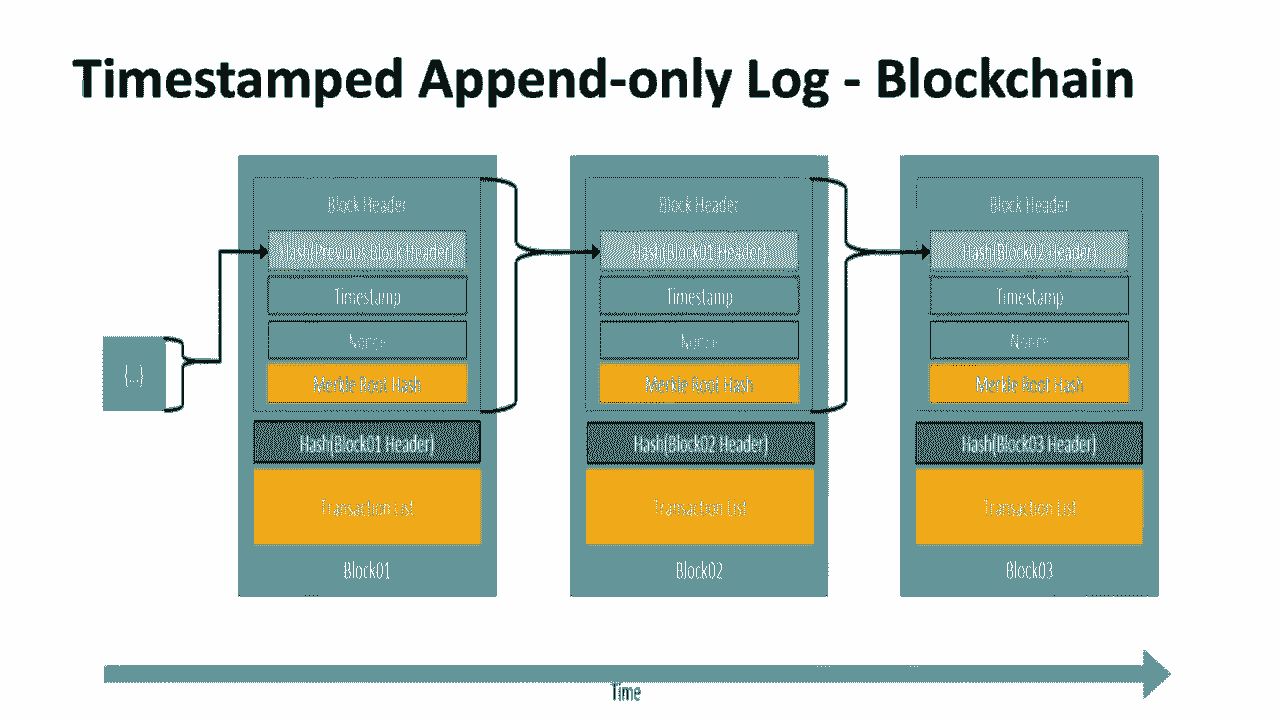 Timestamped Append-only Log - Blockchain
{...}
Block Header
Hash(Previous Block Header)
Timestamp
Nonce
Merkle Root Hash
Hash(Block01 Header)
Transaction List
Block01
Block Header
Hash(Block01 Header)
Timestamp
Nonce
Merkle Root Hash
Hash(Block02 Header)
Transaction List
Block02
Block Header
Hash(Block02 Header)
Timestamp
Nonce
Merkle Root Hash
Hash(Block03 Header)
Transaction List
Block03
Time